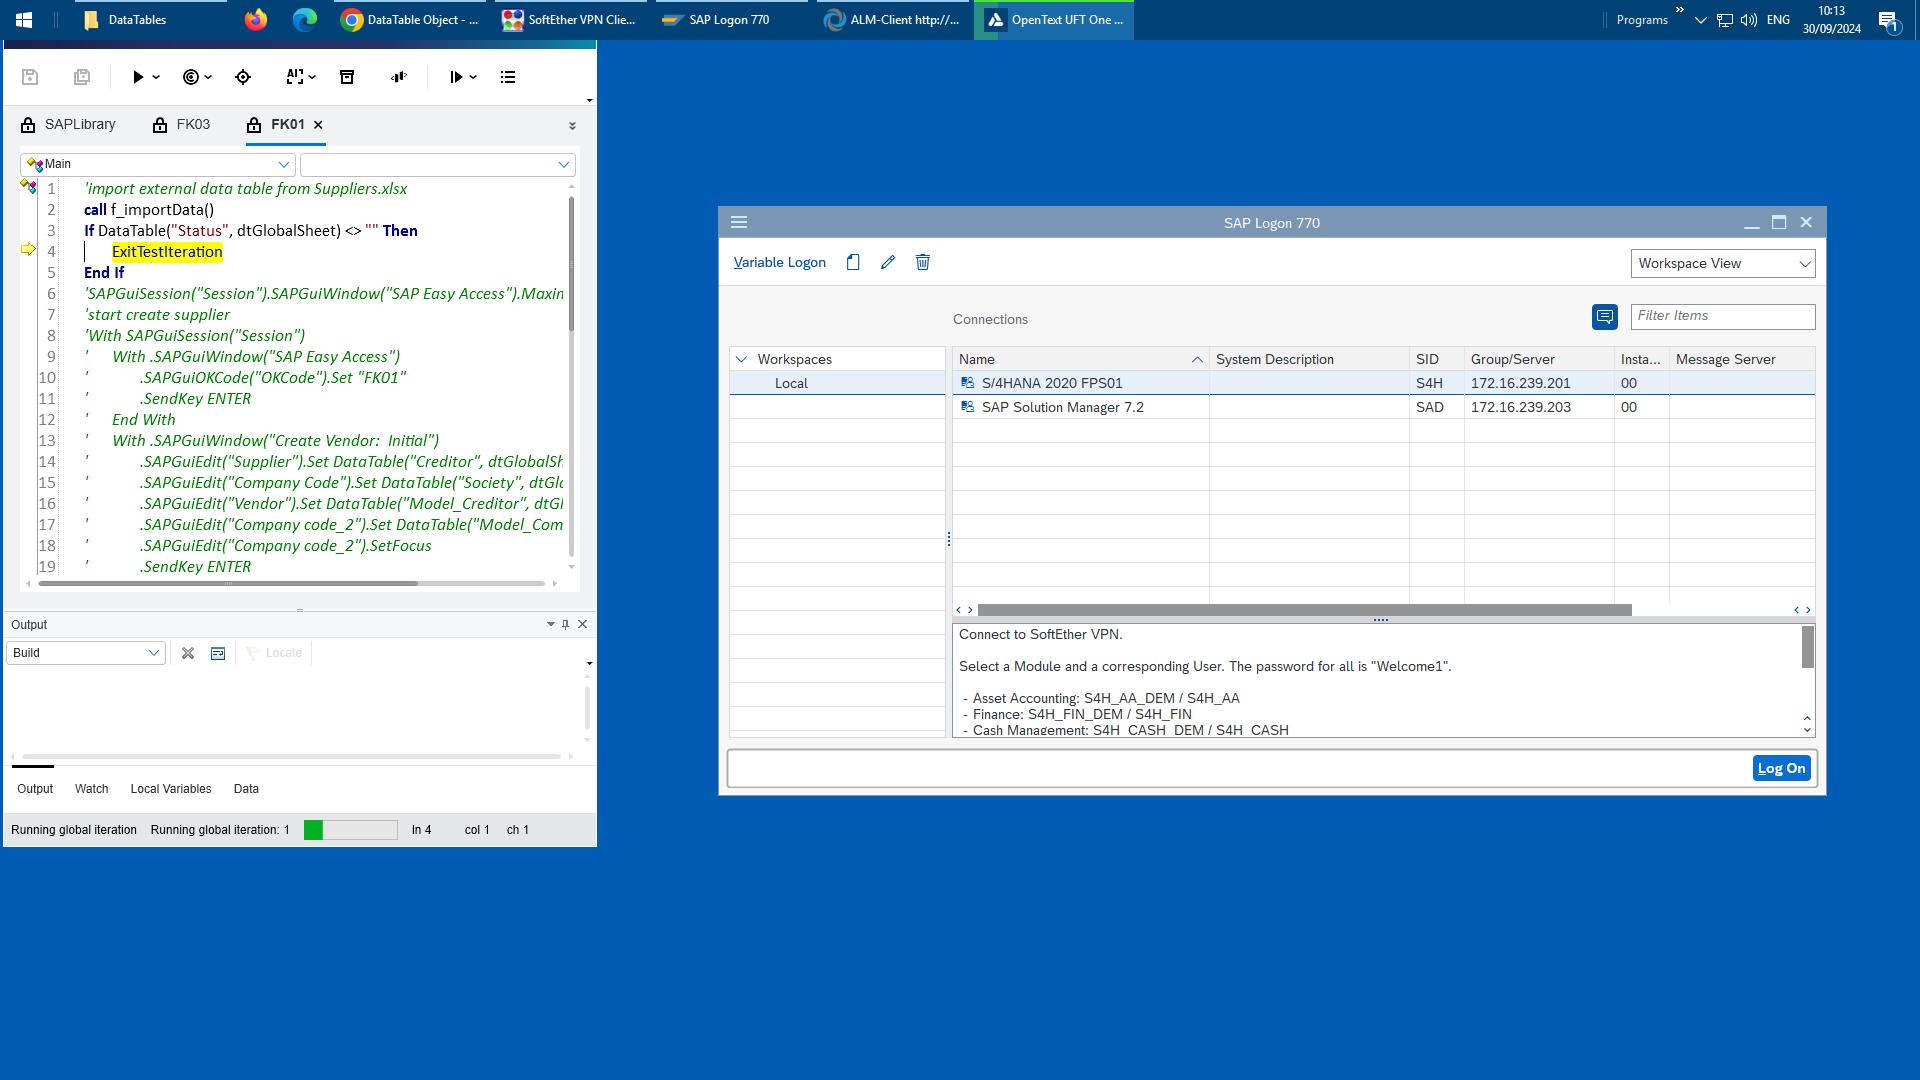 DataTables
DataTable Object - ...
SoftEther VPN Clie...
SAP Logon 770
ALM-Client http://...
OpenText UFT One ...
Programs
»
ENG
10:13
30/09/2024
1
AI
SAPLibrary
FK03
FK01
Main
1 'import external data table from Suppliers.xlsx
2 call f_importData()
3 If DataTable("Status", dtGlobalSheet) <> "" Then
4 ExitTestIteration
5 End If
6 'SAPGuiSession("Session").SAPGuiWindow("SAP Easy Access").Maxin
7 'start create supplier
8 'With SAPGuiSession("Session")
9 ' With .SAPGuiWindow("SAP Easy Access")
10 ' .SAPGuiOKCode("OKCode").Set "FK01"
11 ' .SendKey ENTER
12 ' End With
13 ' With .SAPGuiWindow("Create Vendor:  Initial")
14 ' .SAPGuiEdit("Supplier").Set DataTable("Creditor", dtGlobalSh
15 ' .SAPGuiEdit("Company Code").Set DataTable("Society", dtGlo
16 ' .SAPGuiEdit("Vendor").Set DataTable("Model_Creditor", dtGl
17 ' .SAPGuiEdit("Company code_2").Set DataTable("Model_Com
18 ' .SAPGuiEdit("Company code_2").SetFocus
19 ' .SendKey ENTER
Output
Build
Locate
Output
Watch
Local Variables
Data
Running global iteration
Running global iteration: 1
ln 4
col 1
ch 1
SAP Logon 770
Variable Logon
Workspace View
Connections
Filter Items
Workspaces
Local
Name
System Description
SID
Group/Server
Insta...
Message Server
S/4HANA 2020 FPS01
S4H
172.16.239.201
00
SAP Solution Manager 7.2
SAD
172.16.239.203
00
Connect to SoftEther VPN.
Select a Module and a corresponding User. The password for all is "Welcome1".
- Asset Accounting: S4H_AA_DEM / S4H_AA
- Finance: S4H_FIN_DEM / S4H_FIN
- Cash Management: S4H_CASH_DEM / S4H_CASH
Log On